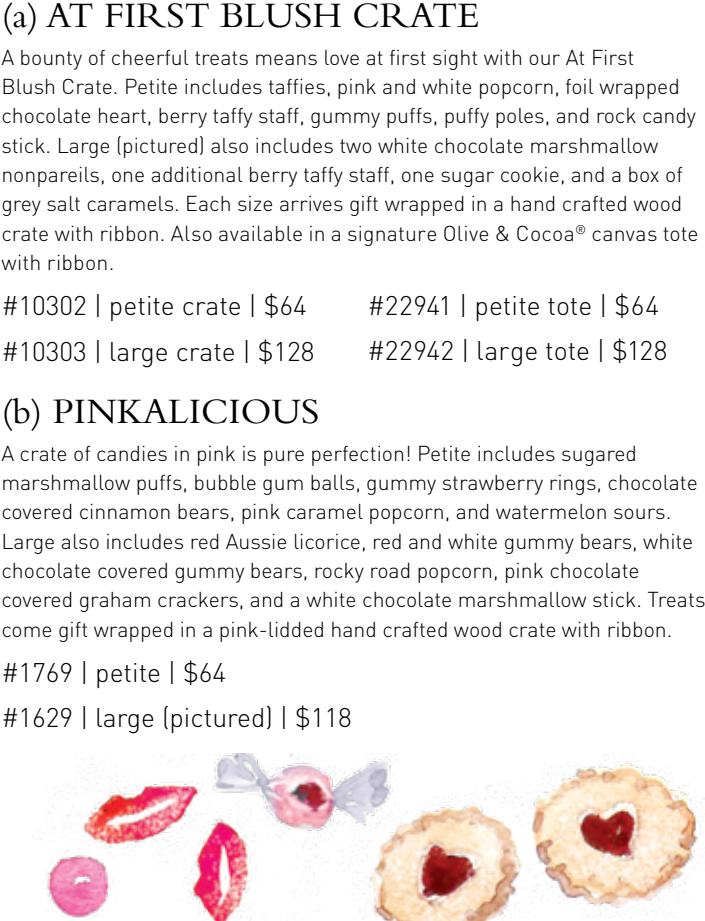 (a) AT FIRST BLUSH CRATE
A bounty of cheerful treats means love at first sight with our At First
Blush Crate. Petite includes taffies, pink and white popcorn, foil wrapped
chocolate heart, berry taffy staff, gummy puffs, puffy poles, and rock candy
stick. Large (pictured) also includes two white chocolate marshmallow
nonpareils, one additional berry taffy staff, one sugar cookie, and a box of
grey salt caramels. Each size arrives gift wrapped in a hand crafted wood
crate with ribbon. Also available in a signature Olive & Cocoa® canvas tote
with ribbon.
#10302 | petite crate | $64 #22941 | petite tote | $64
#10303 | large crate | $128 #22942 | large tote | $128
(b) PINKALICIOUS
A crate of candies in pink is pure perfection! Petite includes sugared
marshmallow puffs, bubble gum balls, gummy strawberry rings, chocolate
covered cinnamon bears, pink caramel popcorn, and watermelon sours.
Large also includes red Aussie licorice, red and white gummy bears, white
chocolate covered gummy bears, rocky road popcorn, pink chocolate
covered graham crackers, and a white chocolate marshmallow stick. Treats
come gift wrapped in a pink-lidded hand crafted wood crate with ribbon.
#1769 | petite | $64
#1629 | large (pictured) | $118